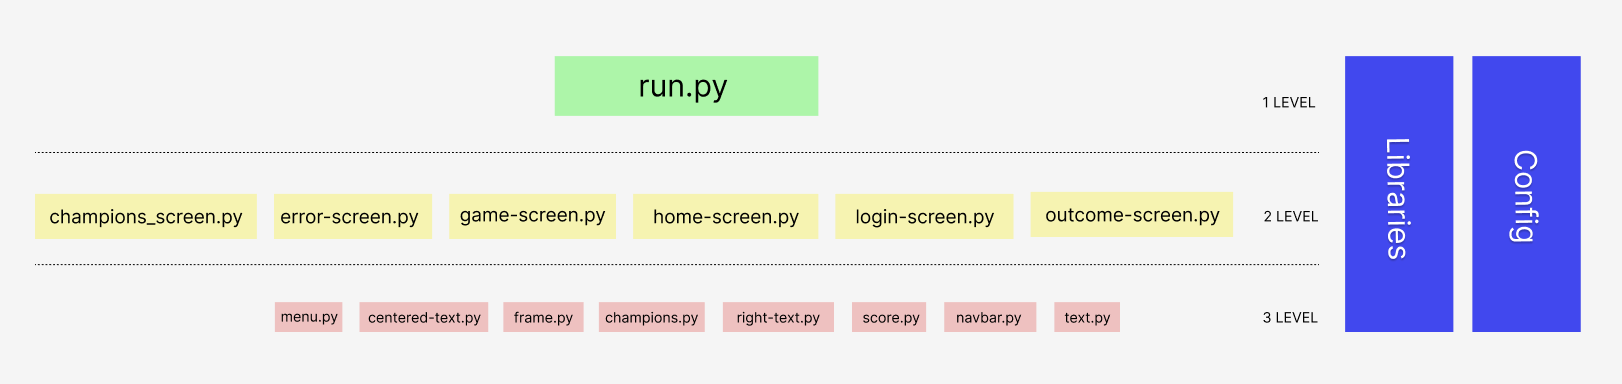 run.py
1 LEVEL
champions_screen.py
error-screen.py
game-screen.py
home-screen.py
login-screen.py
outcome-screen.py
2 LEVEL
menu.py
centered-text.py
frame.py
champions.py
right-text.py
score.py
navbar.py
text.py
3 LEVEL
Libraries
Config